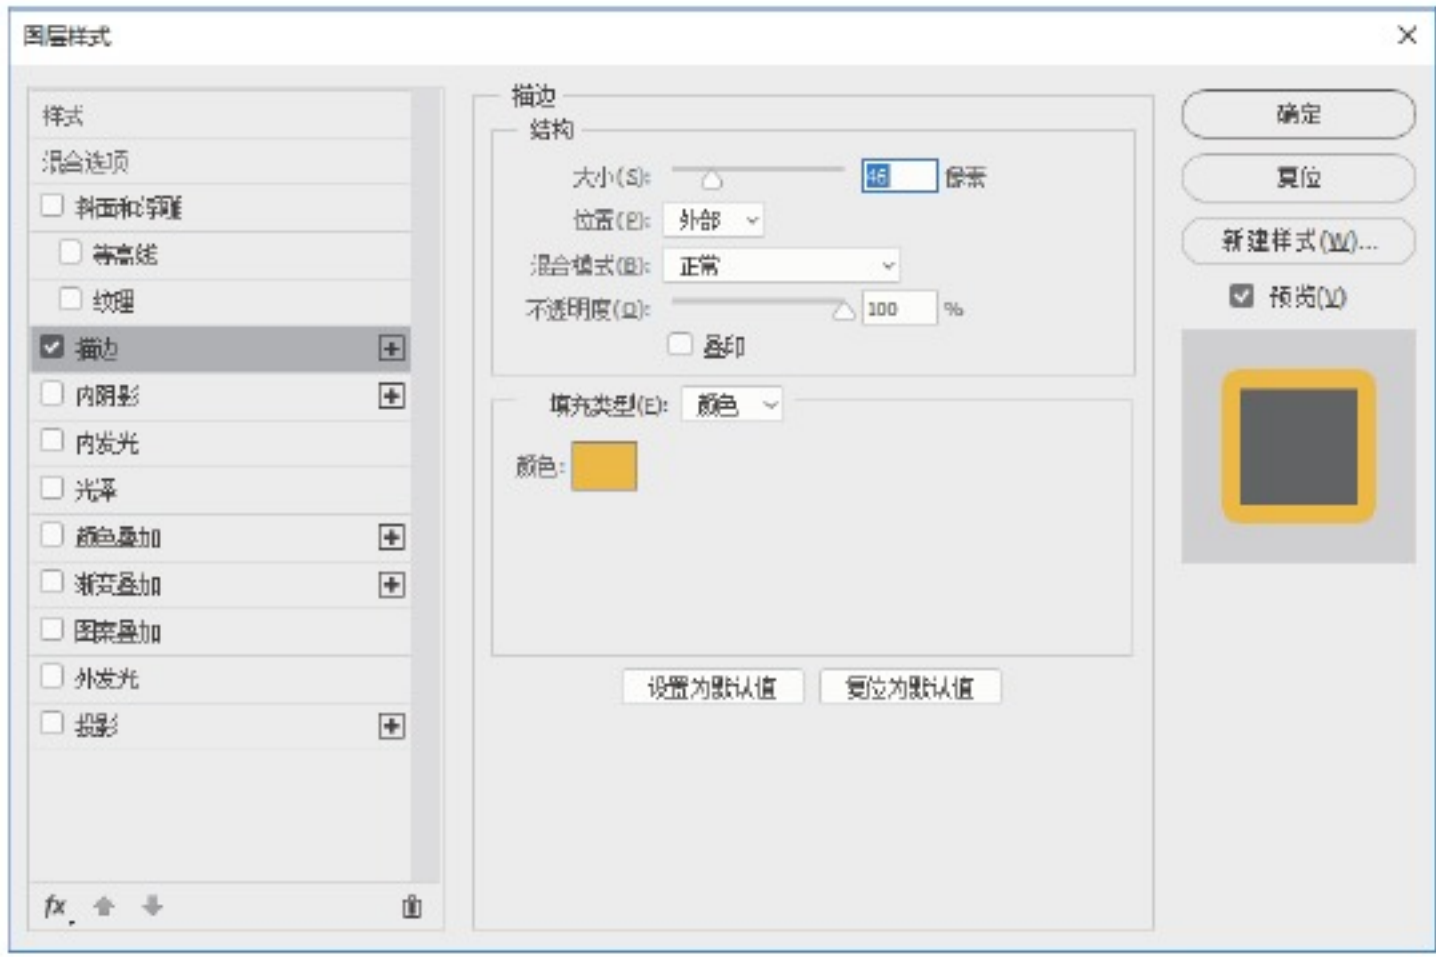 图层样式
样式
混合选项
斜面和浮雕
等高线
纹理
描边
内阴影
内发光
光泽
颜色叠加
渐变叠加
图案叠加
外发光
投影
fx
描边
结构
大小(S): 46 像素
位置(P): 外部
混合模式(B): 正常
不透明度(O): 100 %
叠印
填充类型(E): 颜色
颜色:
设置为默认值 复位为默认值
确定
复位
新建样式(W)...
预览(V)